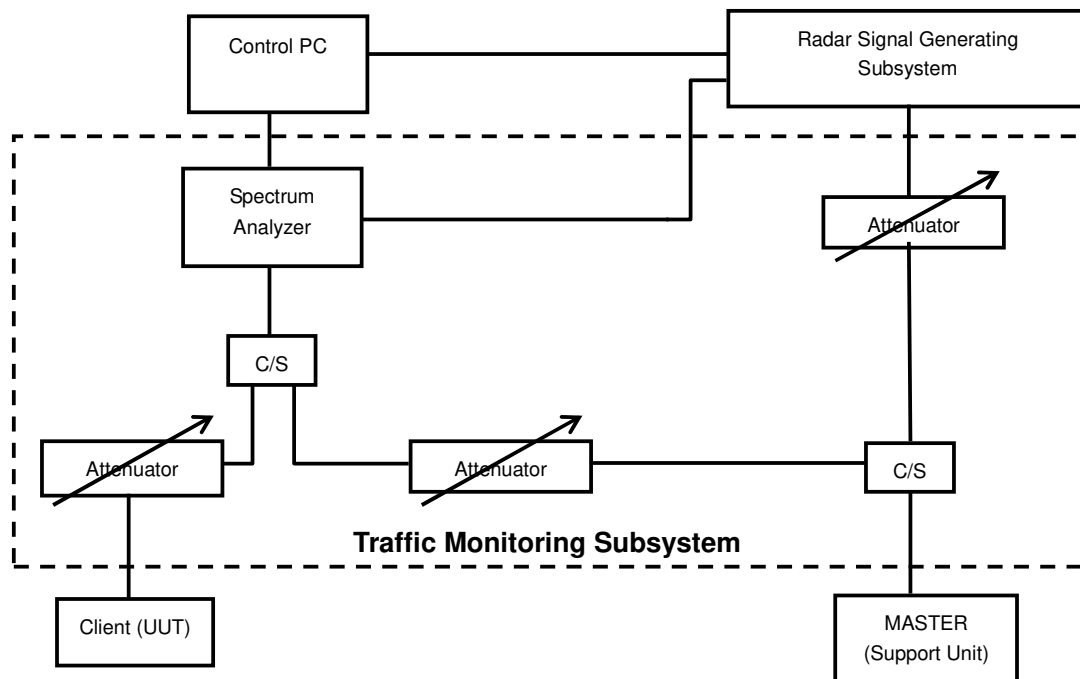 Control PC
Radar Signal Generating
Subsystem
Spectrum
Analyzer
Attenuator
C/S
Attenuator
Attenuator
C/S
Traffic Monitoring Subsystem
Client (UUT)
MASTER
(Support Unit)